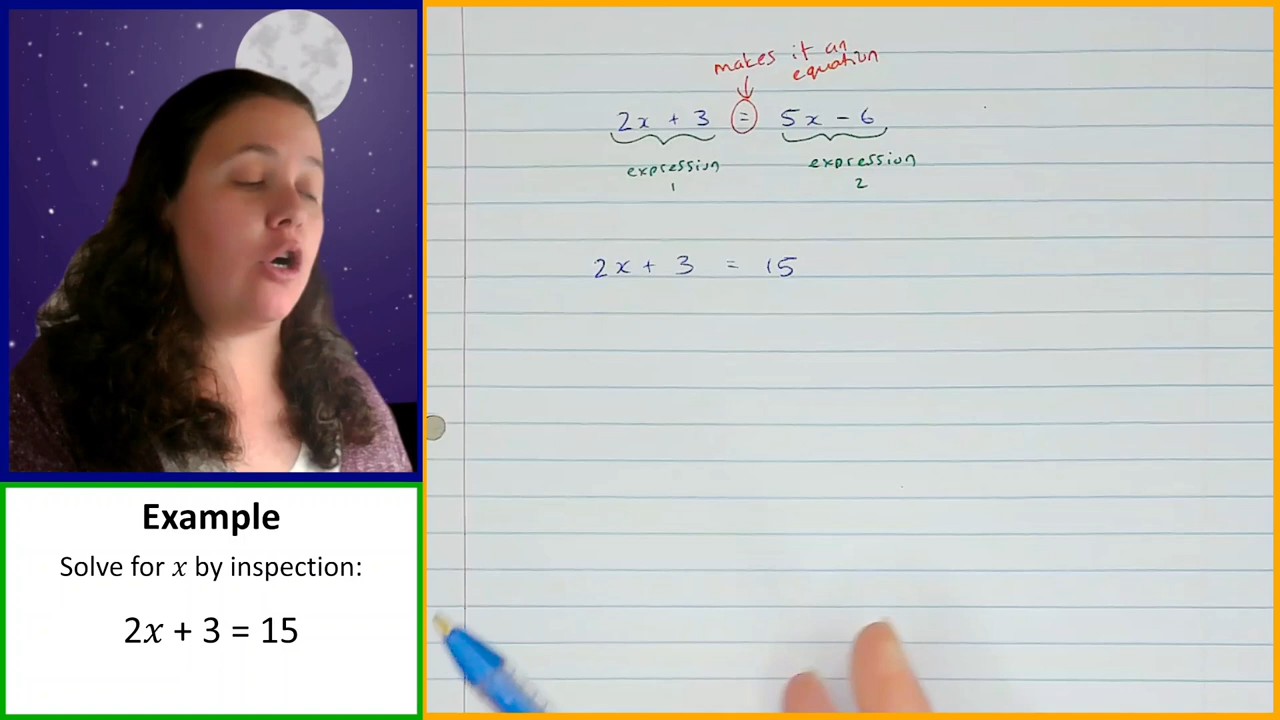 makes it an
equation
2x + 3 = 5x - 6
expression
1
expression
2
2x + 3 = 15
Example
Solve for x by inspection:
2x + 3 = 15